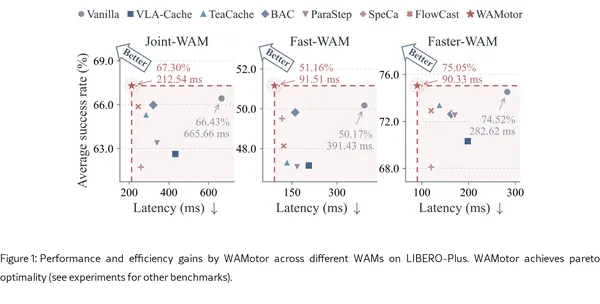 Vanilla VLA-Cache TeaCache BAC ParaStep SpeCa FlowCast WAMotor
Joint-WAM Fast-WAM Faster-WAM
Average success rate (%)
Better
69.0
66.0
63.0
67.30%
212.54 ms
66.43%
665.66 ms
200 400 600
Latency (ms) ↓
Better
52.0
50.0
48.0
51.16%
91.51 ms
50.17%
391.43 ms
150 300
Latency (ms) ↓
Better
76.0
72.0
68.0
75.05%
90.33 ms
74.52%
282.62 ms
100 200 300
Latency (ms) ↓
Figure 1: Performance and efficiency gains by WAMotor across different WAMs on LIBERO-Plus. WAMotor achieves pareto
optimality (see experiments for other benchmarks).